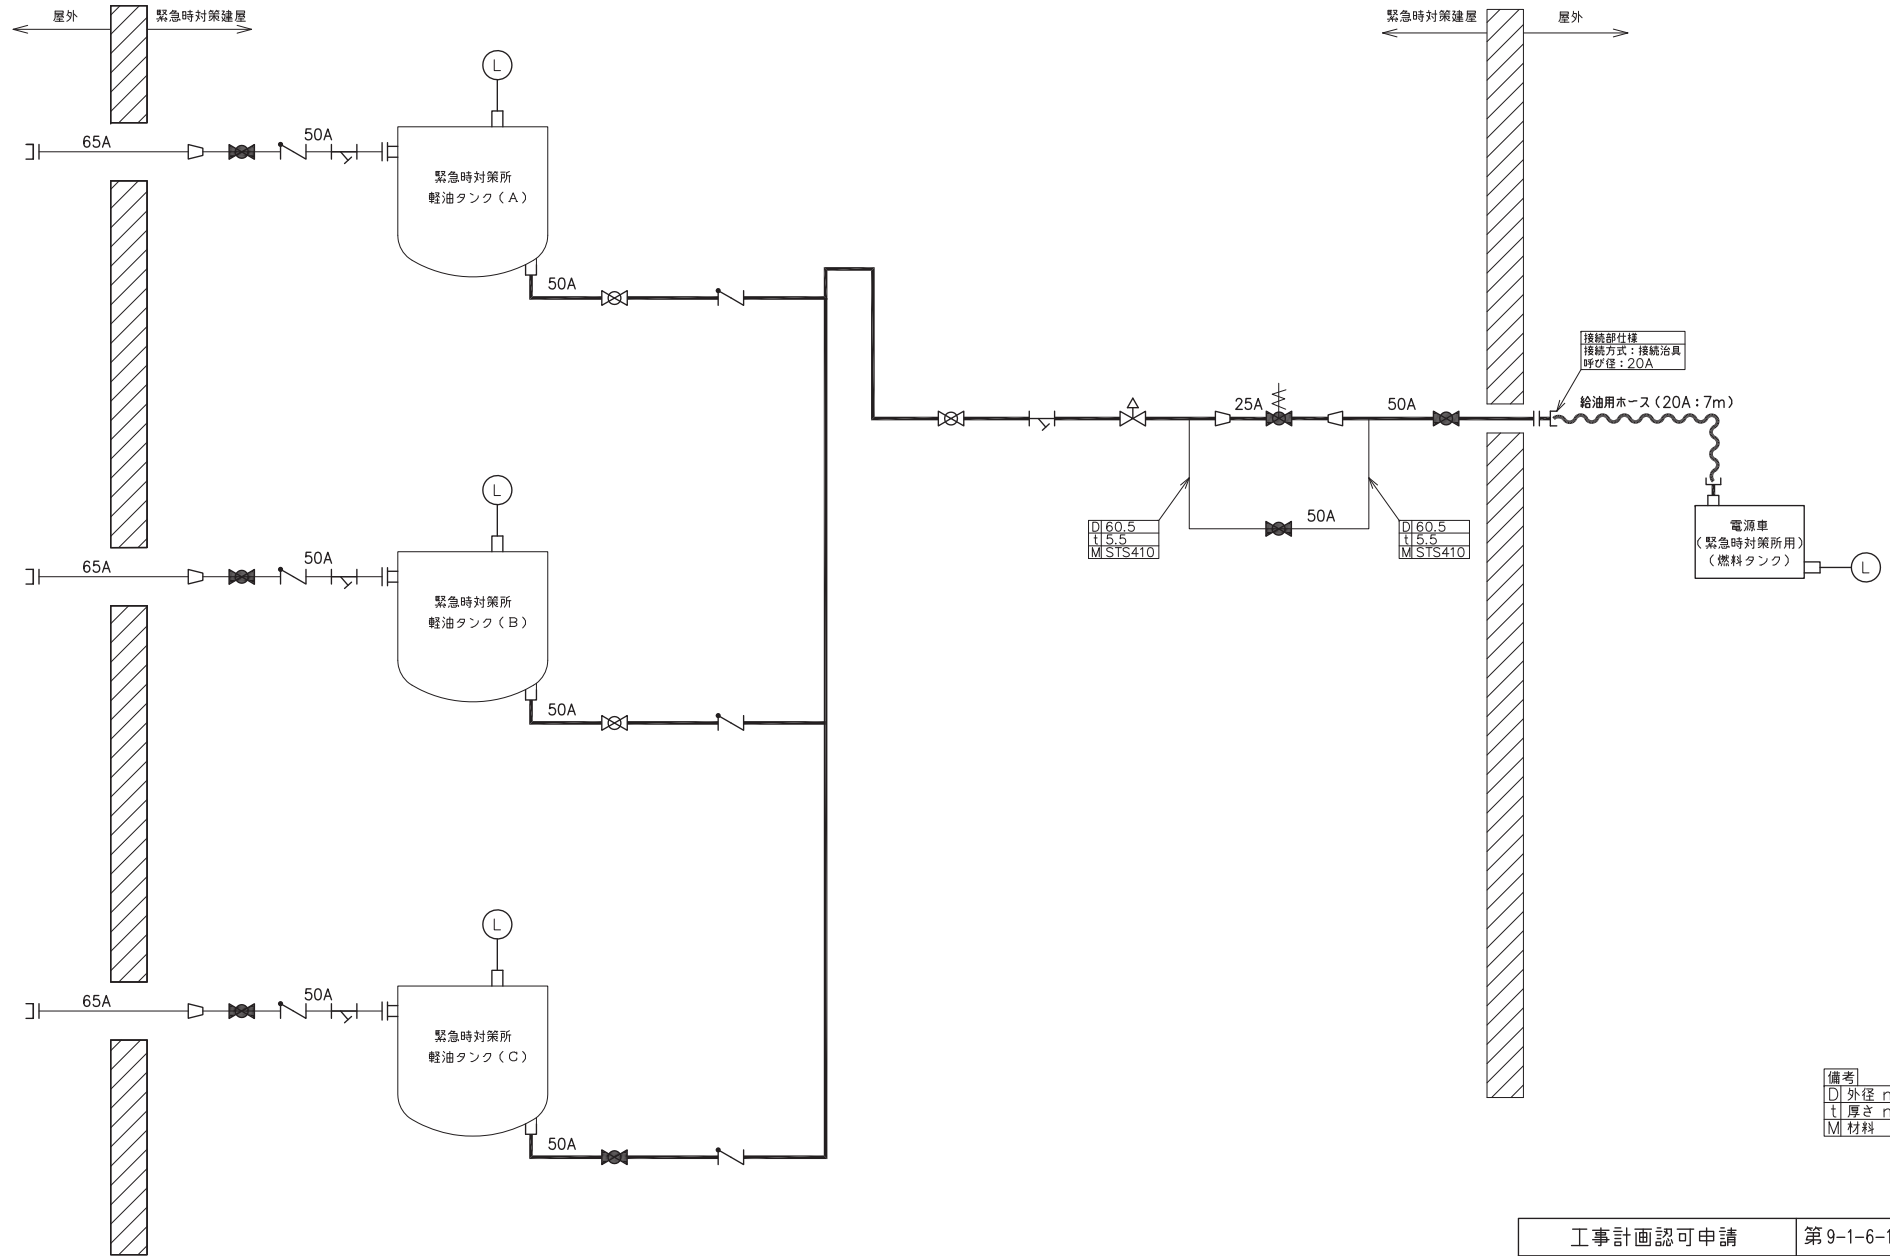 屋外
緊急時対策建屋
緊急時対策建屋
屋外
L
65A
50A
緊急時対策所
軽油タンク(A)
50A
接続部仕様
接続方式:接続治具
呼び径:20A
25A
50A
給油用ホース(20A:7m)
L
D 60.5
t 5.5
M STS410
50A
D 60.5
t 5.5
M STS410
電源車
(緊急時対策所用)
(燃料タンク)
L
65A
50A
緊急時対策所
軽油タンク(B)
50A
L
65A
50A
緊急時対策所
軽油タンク(C)
50A
備考
D 外径
t 厚さ
M 材料
工事計画認可申請
第9-1-6-1